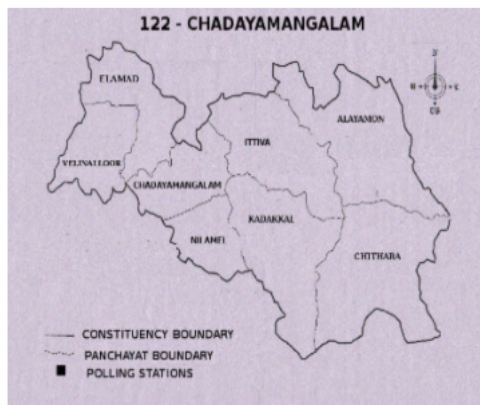 122 - CHADAYAMANGALAM
ELAMAD
ALAYAMON
ITTIVA
VELINALLOOR
CHADAYAMANGALAM
KADAKKAL
NILAMEL
CHITHARA
CONSTITUENCY BOUNDARY
PANCHAYAT BOUNDARY
POLLING STATIONS